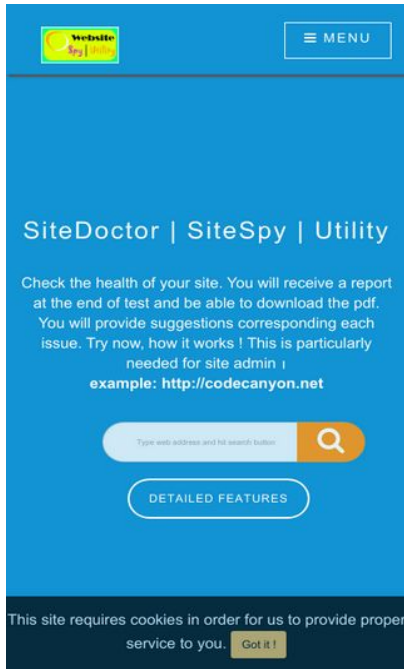 Website
Spy | Utility
≡ MENU
SiteDoctor | SiteSpy | Utility
Check the health of your site. You will receive a report
at the end of test and be able to download the pdf.
You will provide suggestions corresponding each
issue. Try now, how it works ! This is particularly
needed for site admin ।
example: http://codecanyon.net
Type web address and hit search button
DETAILED FEATURES
This site requires cookies in order for us to provide proper
service to you. Got it !